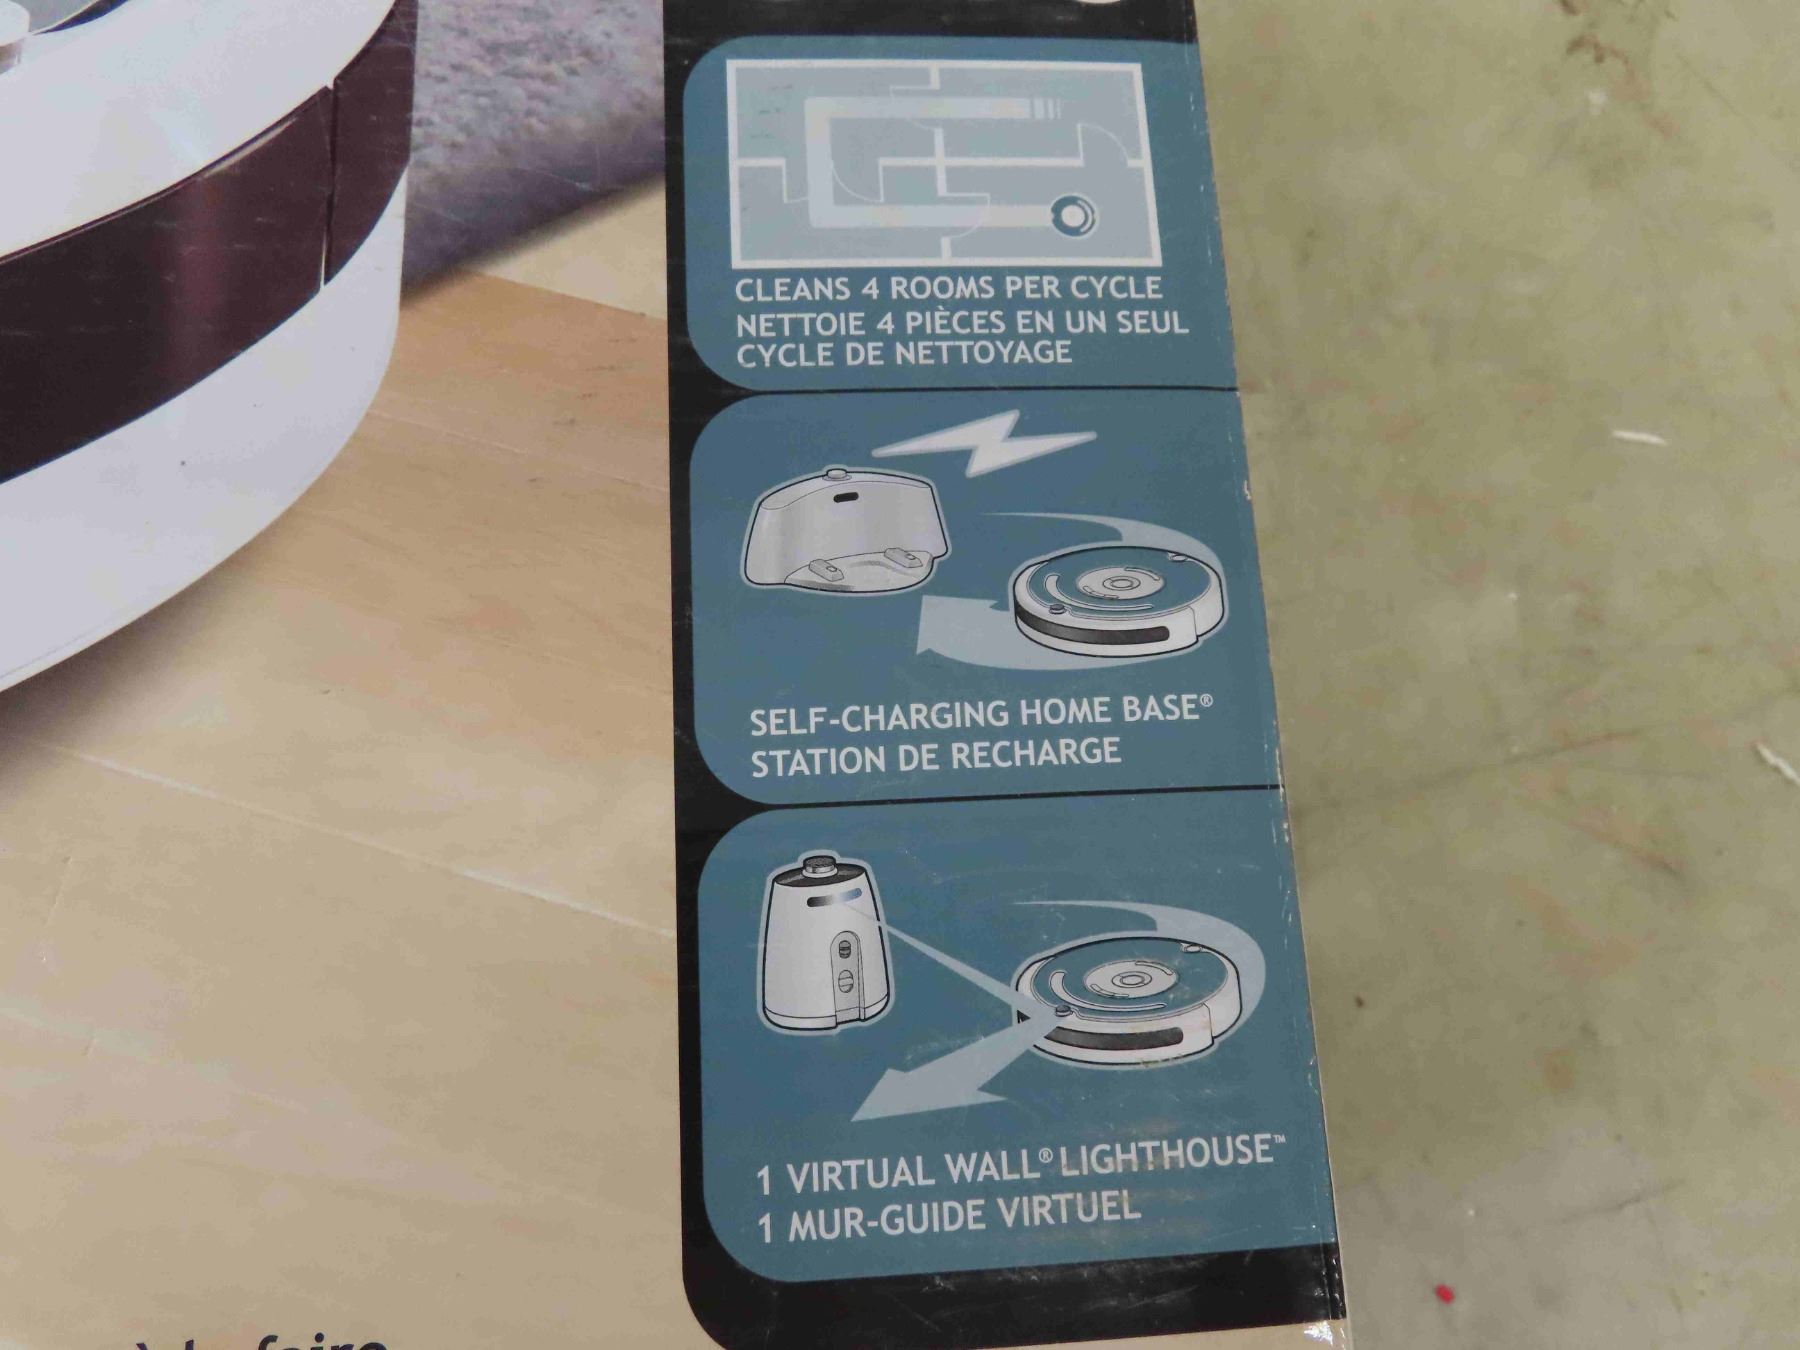 CLEANS 4 ROOMS PER CYCLE
NETTOIE 4 PIÈCES EN UN SEUL
CYCLE DE NETTOYAGE
SELF-CHARGING HOME BASE®
STATION DE RECHARGE
1 VIRTUAL WALL® LIGHTHOUSE™
1 MUR-GUIDE VIRTUEL
faire